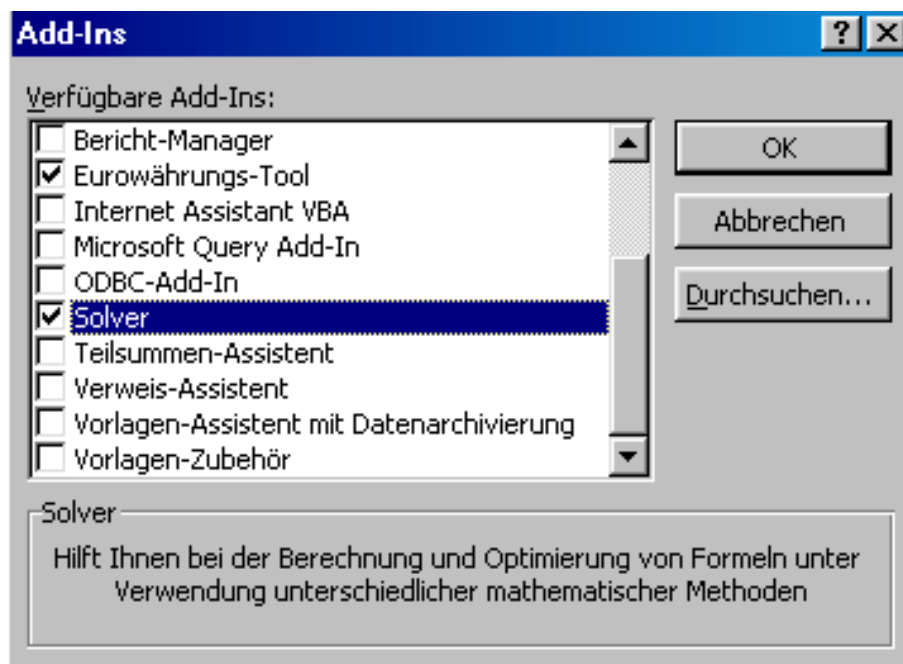 Add-Ins
Verfügbare Add-Ins:
Bericht-Manager
Eurowährungs-Tool
Internet Assistant VBA
Microsoft Query Add-In
ODBC-Add-In
Solver
Teilsummen-Assistent
Verweis-Assistent
Vorlagen-Assistent mit Datenarchivierung
Vorlagen-Zubehör
OK
Abbrechen
Durchsuchen...
Solver
Hilft Ihnen bei der Berechnung und Optimierung von Formeln unter
Verwendung unterschiedlicher mathematischer Methoden